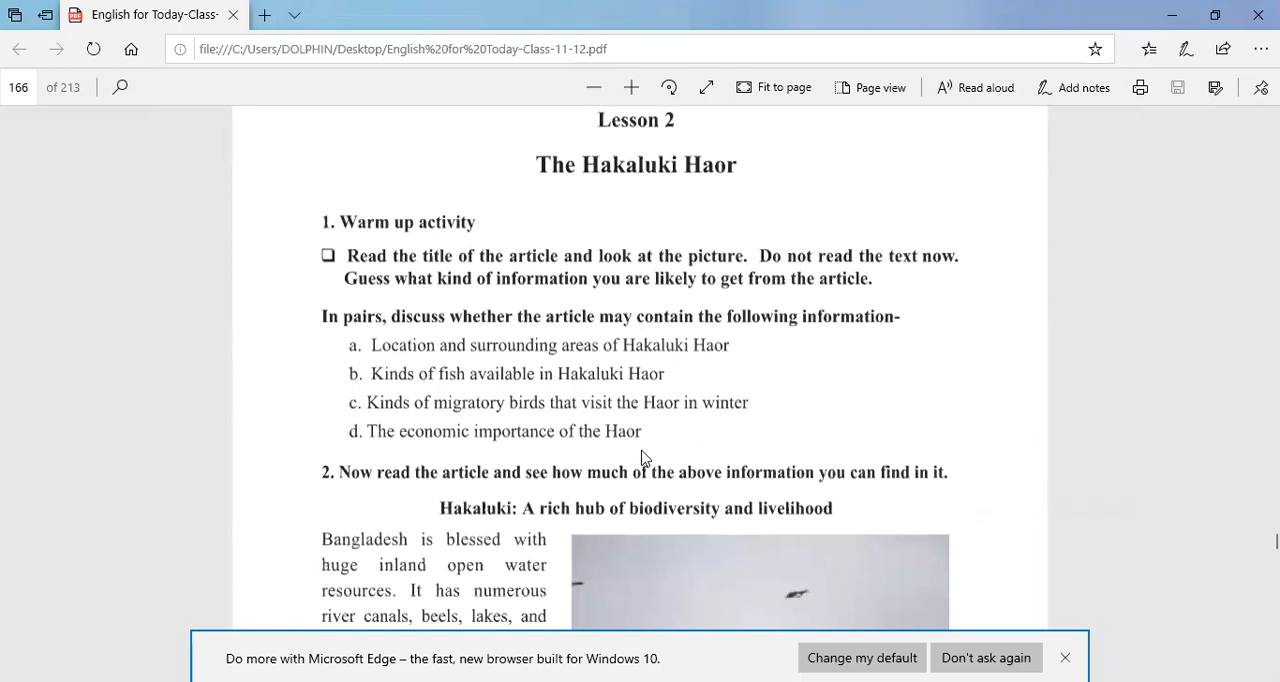 English for Today-Class-
file:///C:/Users/DOLPHIN/Desktop/English%20for%20Today-Class-11-12.pdf
166 of 213
Fit to page
Page view
Read aloud
Add notes
Lesson 2
The Hakaluki Haor
1. Warm up activity
❑ Read the title of the article and look at the picture. Do not read the text now.
Guess what kind of information you are likely to get from the article.
In pairs, discuss whether the article may contain the following information-
a. Location and surrounding areas of Hakaluki Haor
b. Kinds of fish available in Hakaluki Haor
c. Kinds of migratory birds that visit the Haor in winter
d. The economic importance of the Haor
2. Now read the article and see how much of the above information you can find in it.
Hakaluki: A rich hub of biodiversity and livelihood
Bangladesh is blessed with
huge inland open water
resources. It has numerous
river canals, beels, lakes, and
Do more with Microsoft Edge – the fast, new browser built for Windows 10.
Change my default
Don't ask again